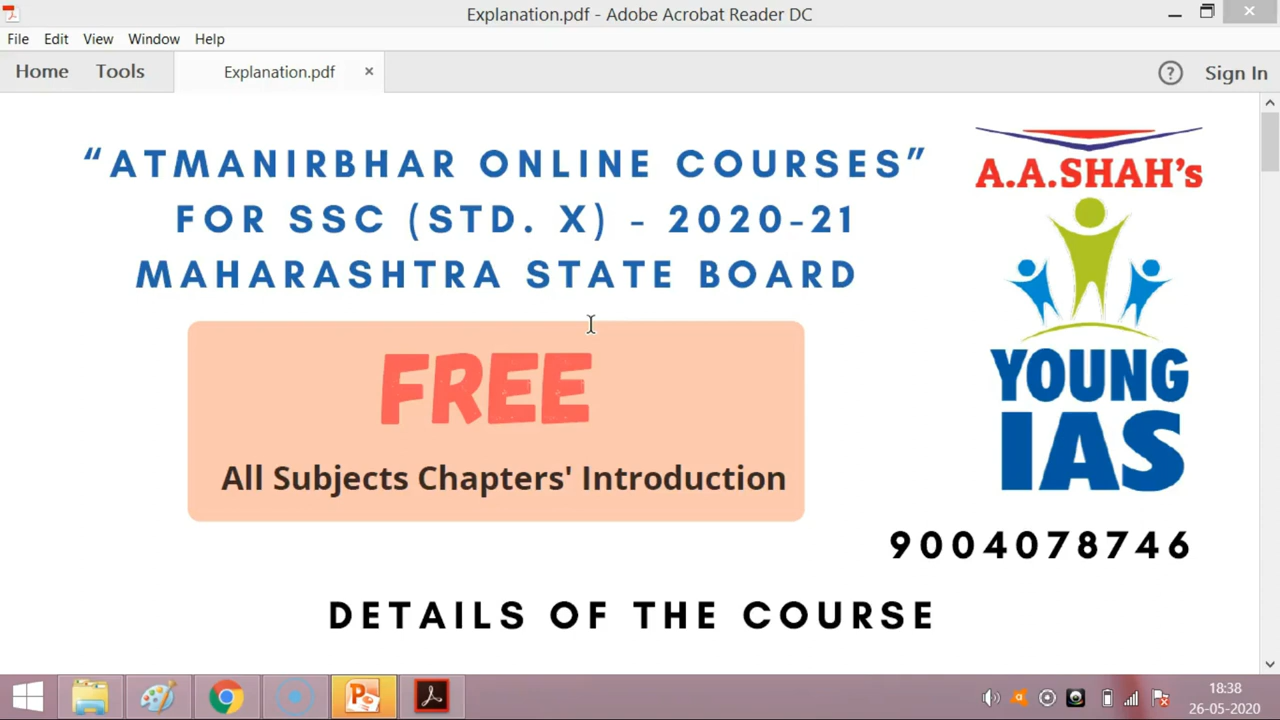 Explanation.pdf - Adobe Acrobat Reader DC
File Edit View Window Help
Home Tools Explanation.pdf × ? Sign In
“ATMANIRBHAR ONLINE COURSES”
FOR SSC (STD. X) - 2020-21
MAHARASHTRA STATE BOARD
A.A.SHAH's
YOUNG
IAS
FREE
All Subjects Chapters' Introduction
9004078746
DETAILS OF THE COURSE
18:38
26-05-2020